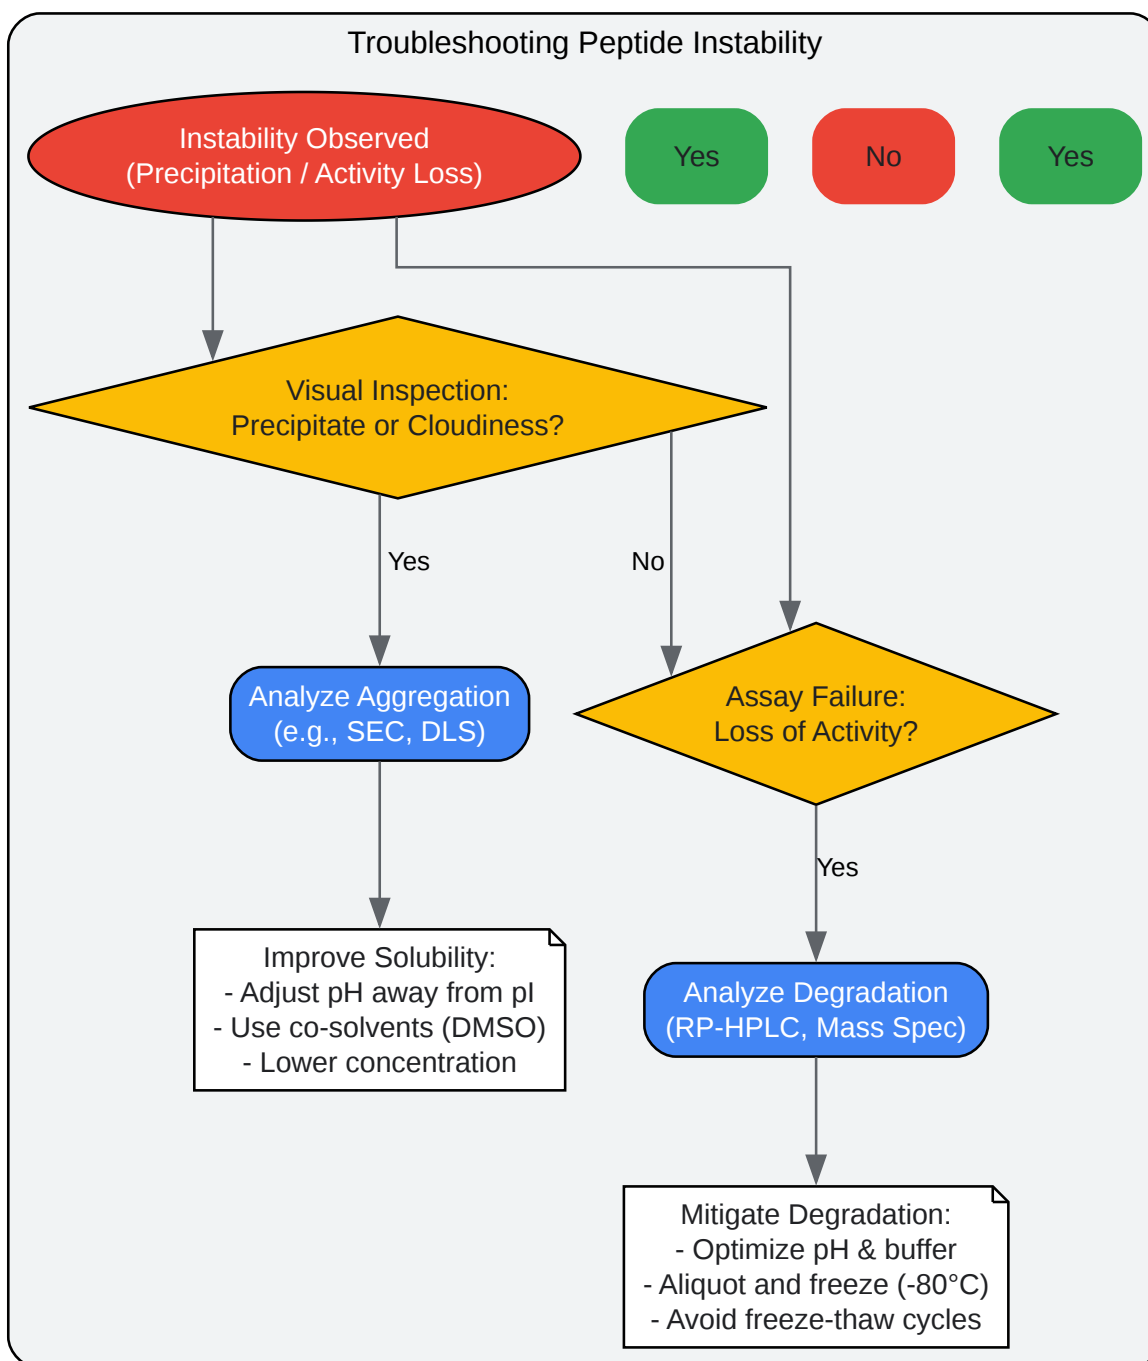 Troubleshooting Peptide Instability
Instability Observed
(Precipitation / Activity Loss)
Yes
No
Yes
Visual Inspection:
Precipitate or Cloudiness?
Yes
No
Analyze Aggregation
(e.g., SEC, DLS)
Assay Failure:
Loss of Activity?
Yes
Improve Solubility:
- Adjust pH away from pI
- Use co-solvents (DMSO)
- Lower concentration
Analyze Degradation
(RP-HPLC, Mass Spec)
Mitigate Degradation:
- Optimize pH & buffer
- Aliquot and freeze (-80°C)
- Avoid freeze-thaw cycles